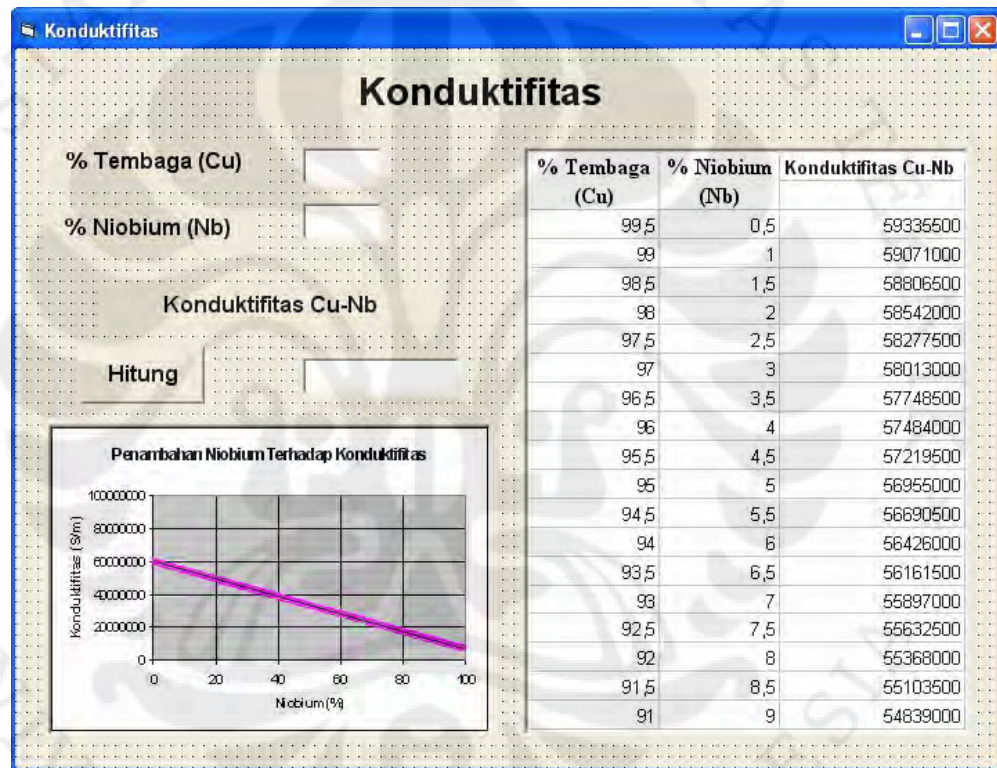 Konduktifitas
Konduktifitas
% Tembaga (Cu)
% Niobium (Nb)
Konduktifitas Cu-Nb
Hitung
Penambahan Niobium Terhadap Konduktifitas
Konduktifitas (S/m)
100000000
80000000
60000000
40000000
20000000
0
0 20 40 60 80 100
Niobium (%)
% Tembaga (Cu) % Niobium (Nb) Konduktifitas Cu-Nb
99,5 0,5 59335500
99 1 59071000
98,5 1,5 58806500
98 2 58542000
97,5 2,5 58277500
97 3 58013000
96,5 3,5 57748500
96 4 57484000
95,5 4,5 57219500
95 5 56955000
94,5 5,5 56690500
94 6 56426000
93,5 6,5 56161500
93 7 55897000
92,5 7,5 55632500
92 8 55368000
91,5 8,5 55103500
91 9 54839000